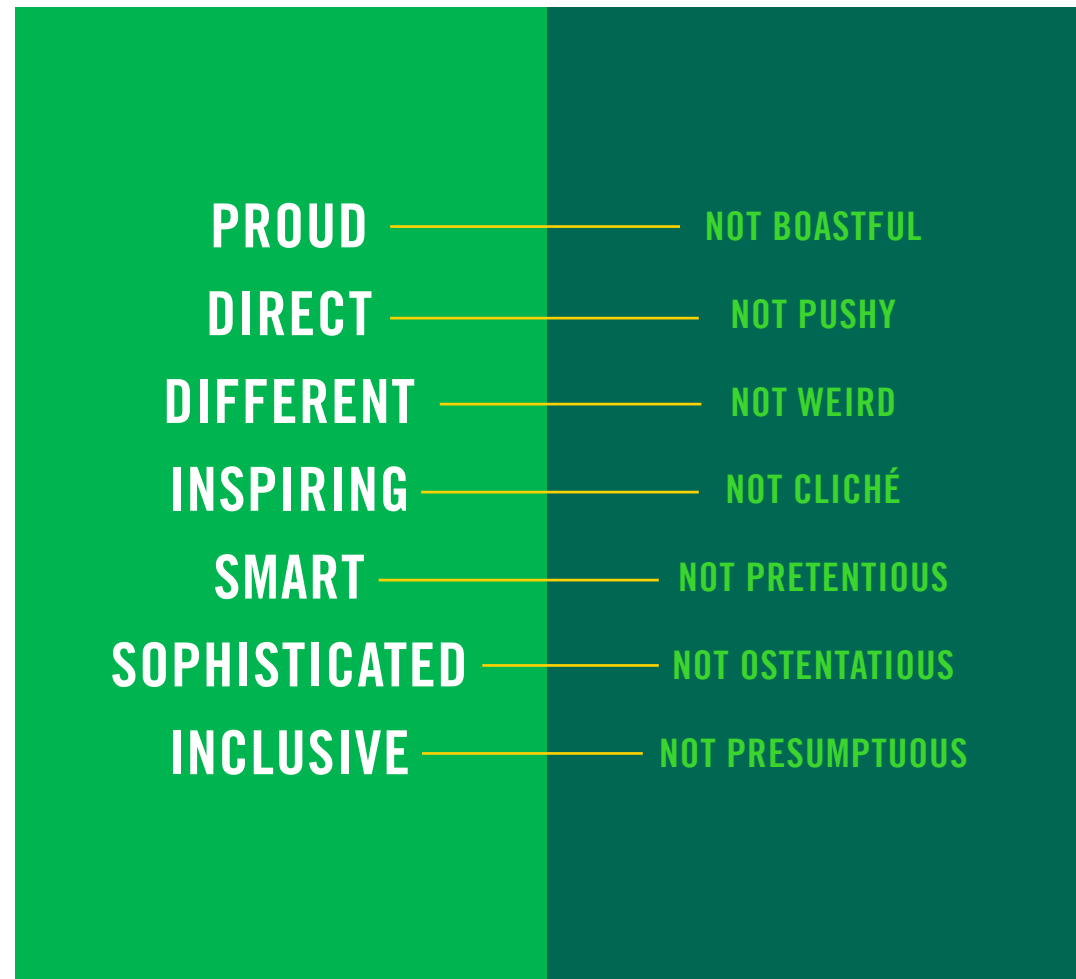 PROUD NOT BOASTFUL
DIRECT NOT PUSHY
DIFFERENT NOT WEIRD
INSPIRING NOT CLICHÉ
SMART NOT PRETENTIOUS
SOPHISTICATED NOT OSTENTATIOUS
INCLUSIVE NOT PRESUMPTUOUS